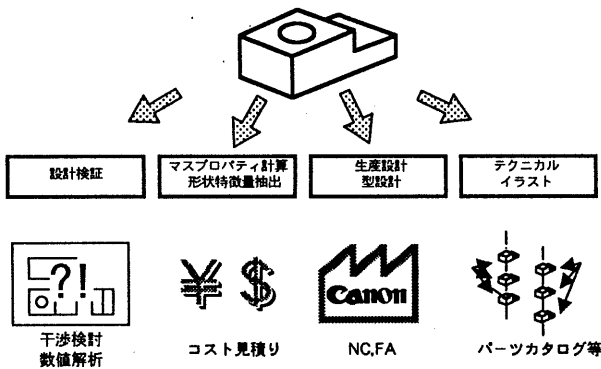 設計検証
マスプロパティ計算
形状特徴量抽出
生産設計
型設計
テクニカル
イラスト
?!
¥ $
Canon
干渉検討
数値解析
コスト見積り
NC,FA
パーツカタログ等